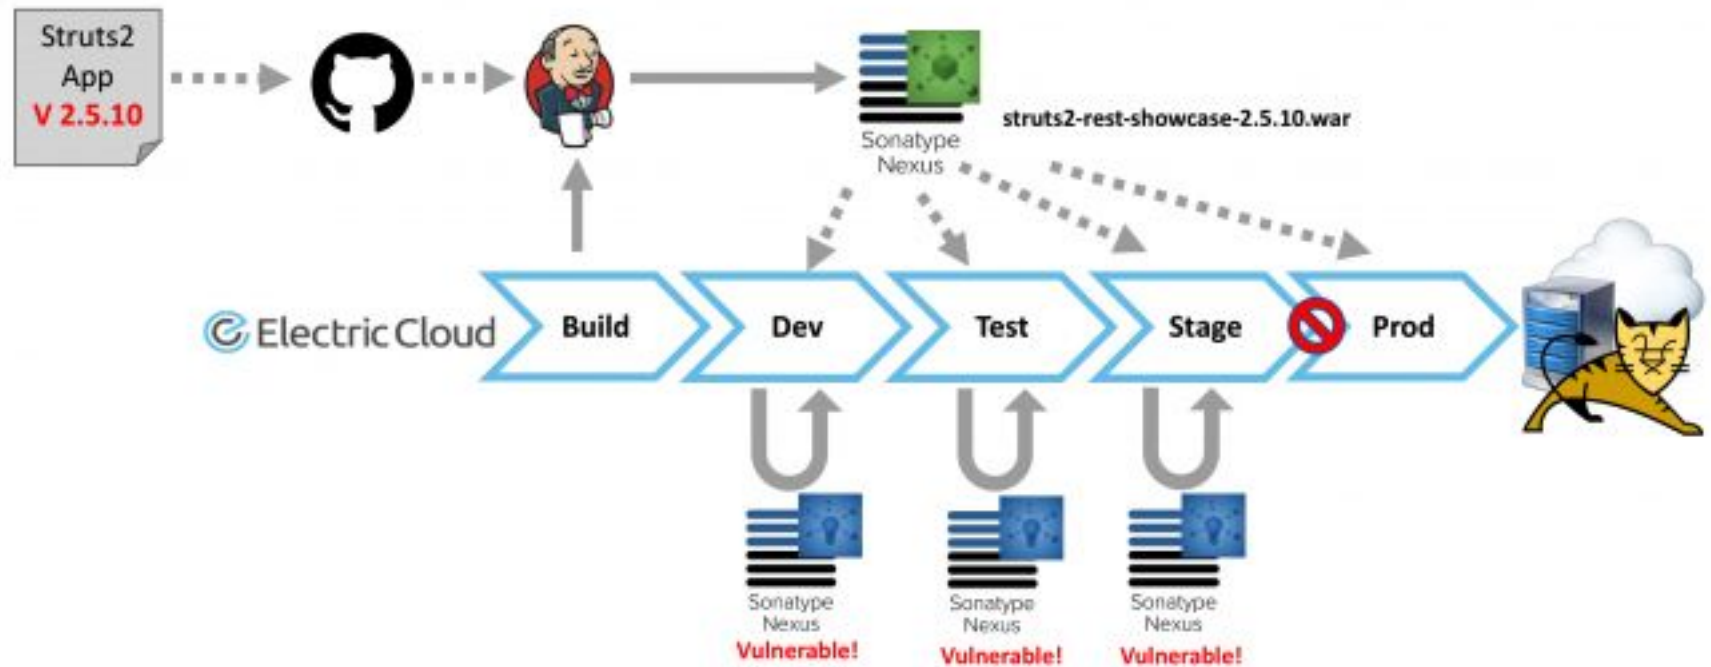 Struts2
App
V 2.5.10
Sonatype
Nexus
struts2-rest-showcase-2.5.10.war
Electric Cloud
Build
Dev
Test
Stage
Prod
Sonatype
Nexus
Vulnerable!
Sonatype
Nexus
Vulnerable!
Sonatype
Nexus
Vulnerable!